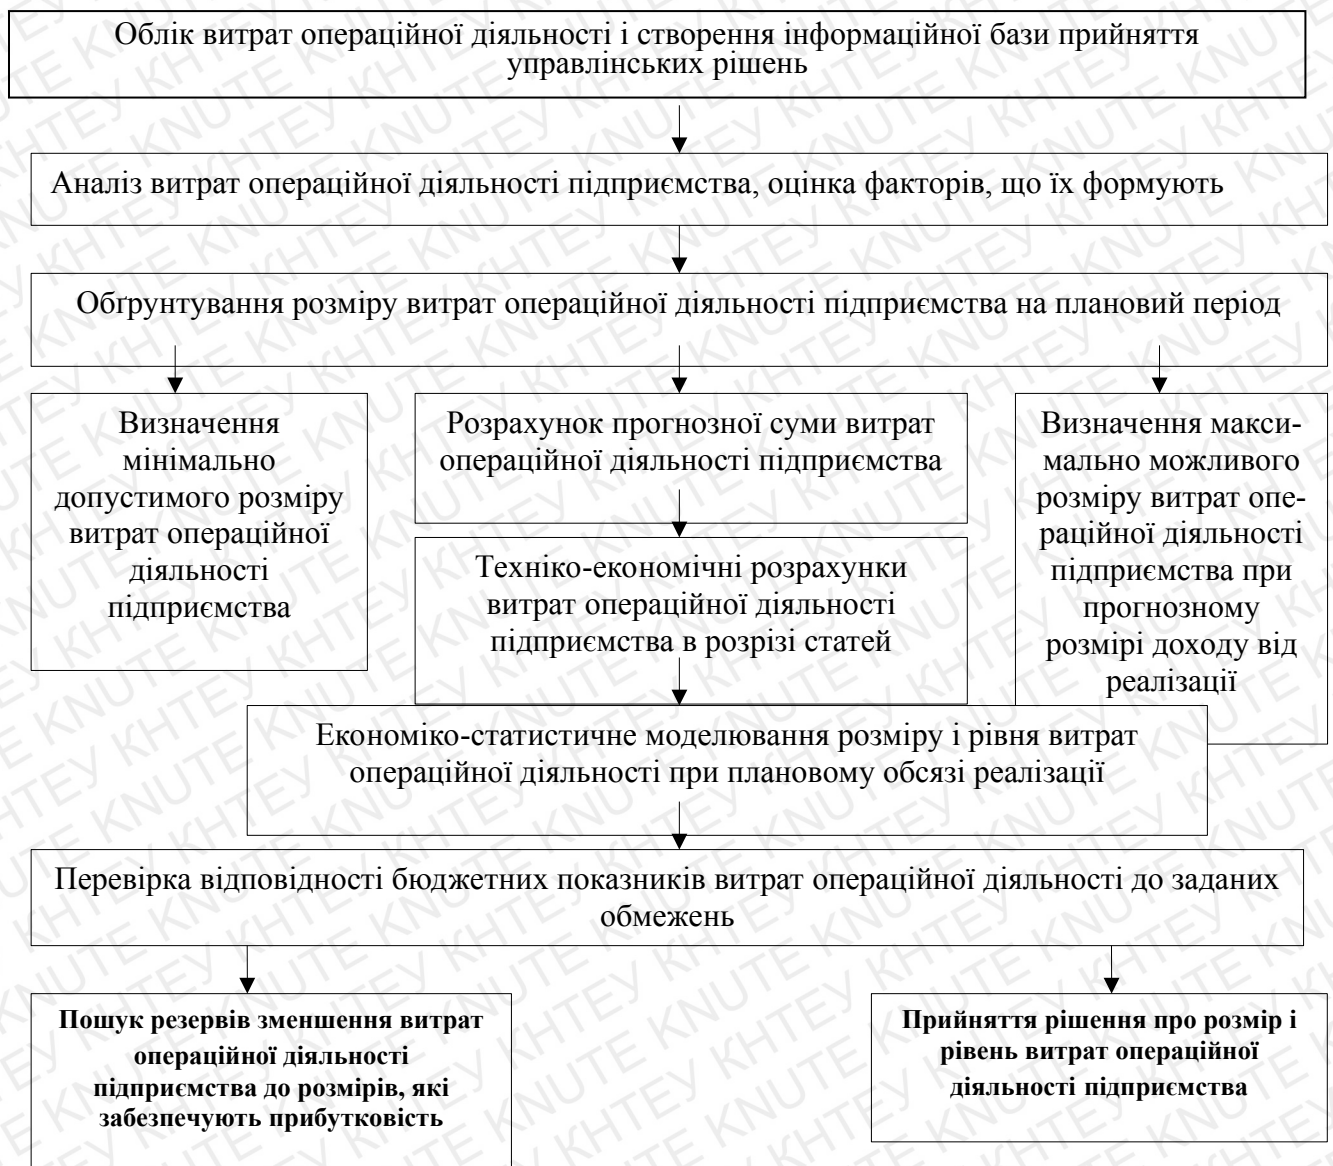 Облік витрат операційної діяльності і створення інформаційної бази прийняття
управлінських рішень
Аналіз витрат операційної діяльності підприємства, оцінка факторів, що їх формують
Обґрунтування розміру витрат операційної діяльності підприємства на плановий період
Визначення
мінімально
допустимого розміру
витрат операційної
діяльності
підприємства
Розрахунок прогнозної суми витрат
операційної діяльності підприємства
Техніко-економічні розрахунки
витрат операційної діяльності
підприємства в розрізі статей
Визначення макси-
мально можливого
розміру витрат опе-
раційної діяльності
підприємства при
прогнозному
розмірі доходу від
реалізації
Економіко-статистичне моделювання розміру і рівня витрат
операційної діяльності при плановому обсязі реалізації
Перевірка відповідності бюджетних показників витрат операційної діяльності до заданих
обмежень
Пошук резервів зменшення витрат
операційної діяльності
підприємства до розмірів, які
забезпечують прибутковість
Прийняття рішення про розмір і
рівень витрат операційної
діяльності підприємства